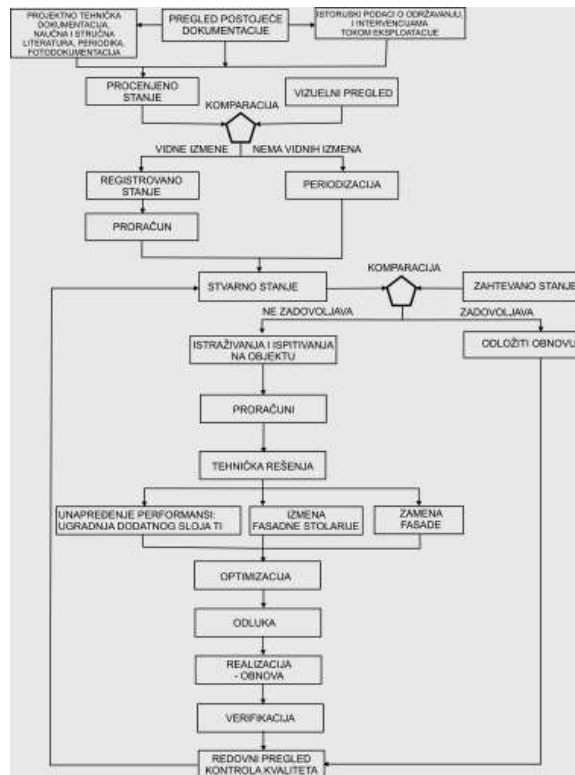 PROJEKTNO TEHNIČKA
DOKUMENTACIJA,
NAUČNA I STRUČNA
LITERATURA, PERIODIKA,
FOTODOKUMENTACIJA
PREGLED POSTOJEĆE
DOKUMENTACIJE
ISTORIJSKI PODACI O ODRŽAVANJU,
I INTERVENCIJAMA
TOKOM EKSPLOATACIJE
PROCENJENO
STANJE
VIZUELNI PREGLED
KOMPARACIJA
VIDNE IZMENE
NEMA VIDNIH IZMENA
REGISTROVANO
STANJE
PERIODIZACIJA
PRORAČUN
STVARNO STANJE
KOMPARACIJA
ZAHTEVANO STANJE
NE ZADOVOLJAVA
ZADOVOLJAVA
ISTRAŽIVANJA I ISPITIVANJA
NA OBJEKTU
ODLOŽITI OBNOVU
PRORAČUNI
TEHNIČKA REŠENJA
UNAPREĐENJE PERFORMANSI:
UGRADNJA DODATNOG SLOJA TI
IZMENA
FASADNE STOLARIJE
ZAMENA
FASADE
OPTIMIZACIJA
ODLUKA
REALIZACIJA
- OBNOVA
VERIFIKACIJA
REDOVNI PREGLED
KONTROLA KVALITETA